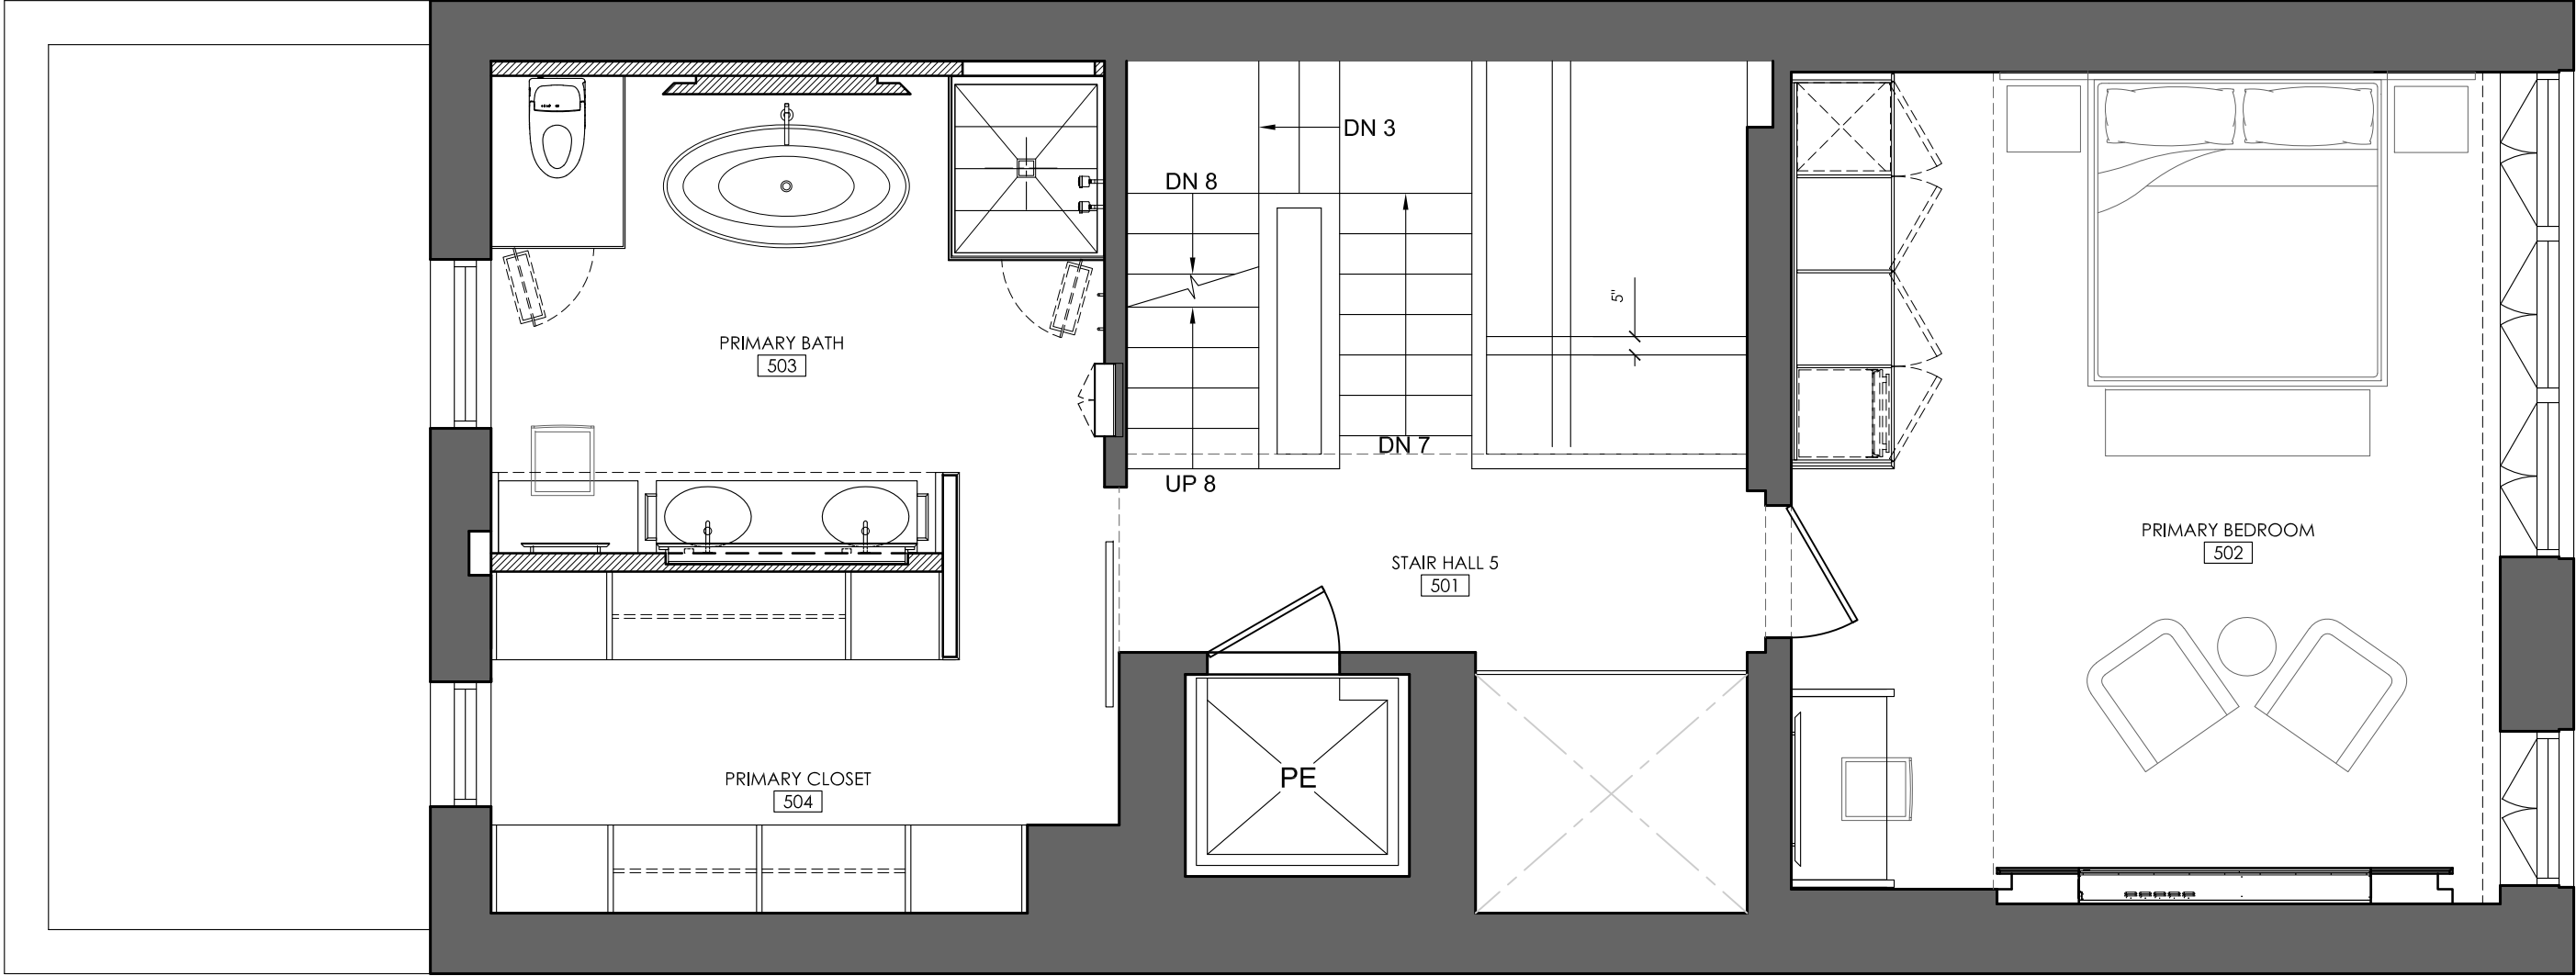 DN 3
DN 8
5"
PRIMARY BATH
503
DN 7
UP 8
STAIR HALL 5
501
PRIMARY BEDROOM
502
PE
PRIMARY CLOSET
504